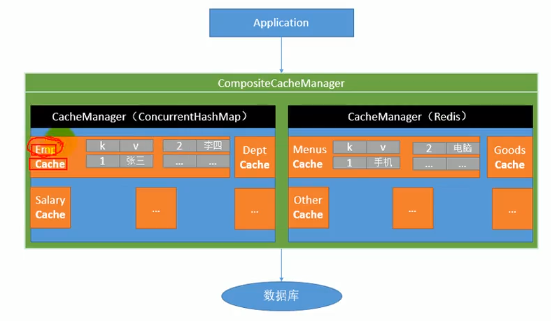 Application
CompositeCacheManager
CacheManager（ConcurrentHashMap）
Emp
Cache
k v 2 李四
1 张三 ... ...
Dept
Cache
Salary
Cache
...
...
CacheManager（Redis）
Menus
Cache
k v 2 电脑
1 手机 ... ...
Goods
Cache
Other
Cache
...
...
数据库